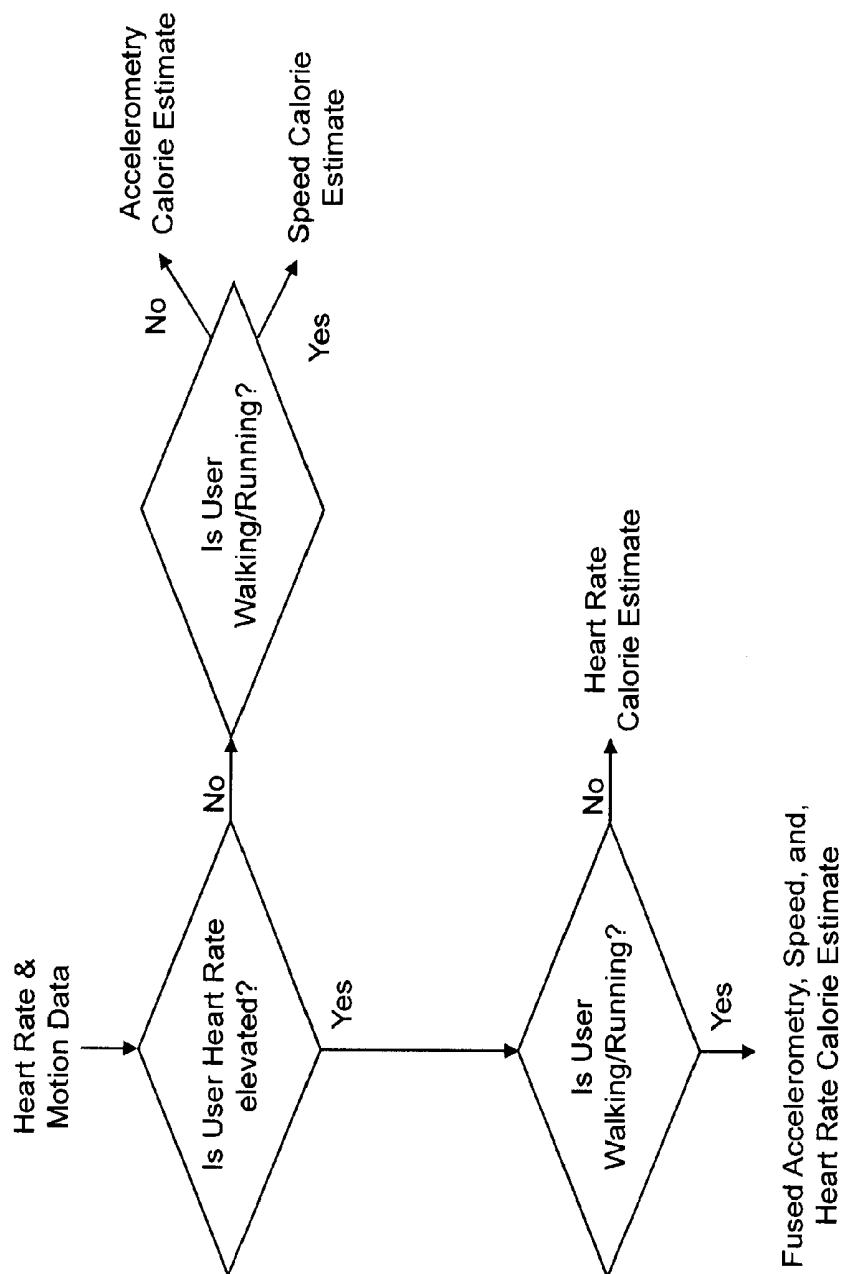 Heart Rate &
Motion Data
Is User Heart Rate
elevated?
No
Is User
Walking/Running?
No
Accelerometry
Calorie Estimate
Yes
Speed Calorie
Estimate
Yes
Is User
Walking/Running?
No
Heart Rate
Calorie Estimate
Yes
Fused Accelerometry, Speed, and,
Heart Rate Calorie Estimate